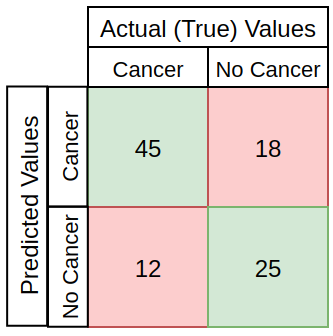 Actual (True) Values
Cancer
No Cancer
Predicted Values
Cancer
45
18
No Cancer
12
25